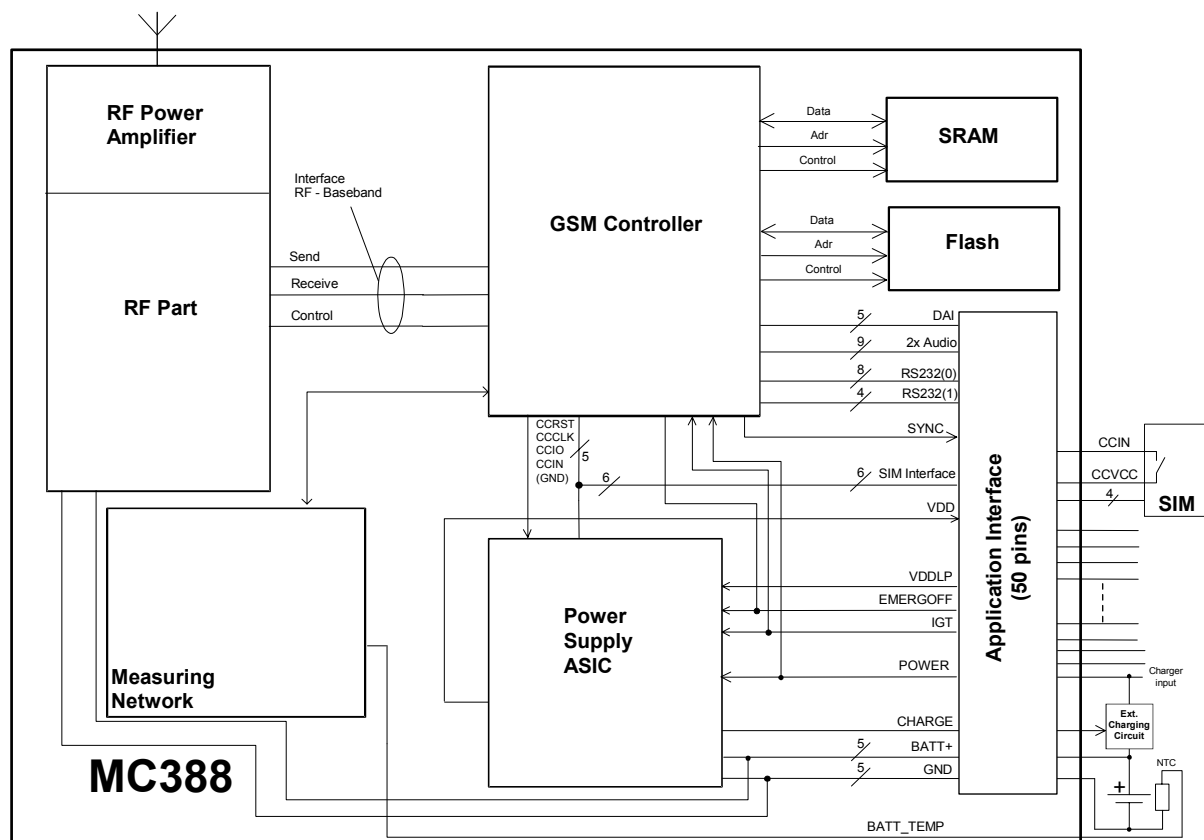 RF Power
Amplifier
RF Part
Interface
RF - Baseband
Send
Receive
Control
GSM Controller
Data
Adr
Control
SRAM
Data
Adr
Control
Flash
5
DAI
9
2x Audio
8
RS232(0)
4
RS232(1)
SYNC
CCRST
CCCLK
CCIO
CCIN
(GND)
5
6
6
SIM Interface
VDD
CCIN
CCVCC
4
SIM
Application Interface
(50 pins)
Power
Supply
ASIC
VDDLP
EMERGOFF
IGT
POWER
CHARGE
5
BATT+
5
GND
Measuring
Network
MC388
Charger
input
Ext.
Charging
Circuit
NTC
+
BATT_TEMP